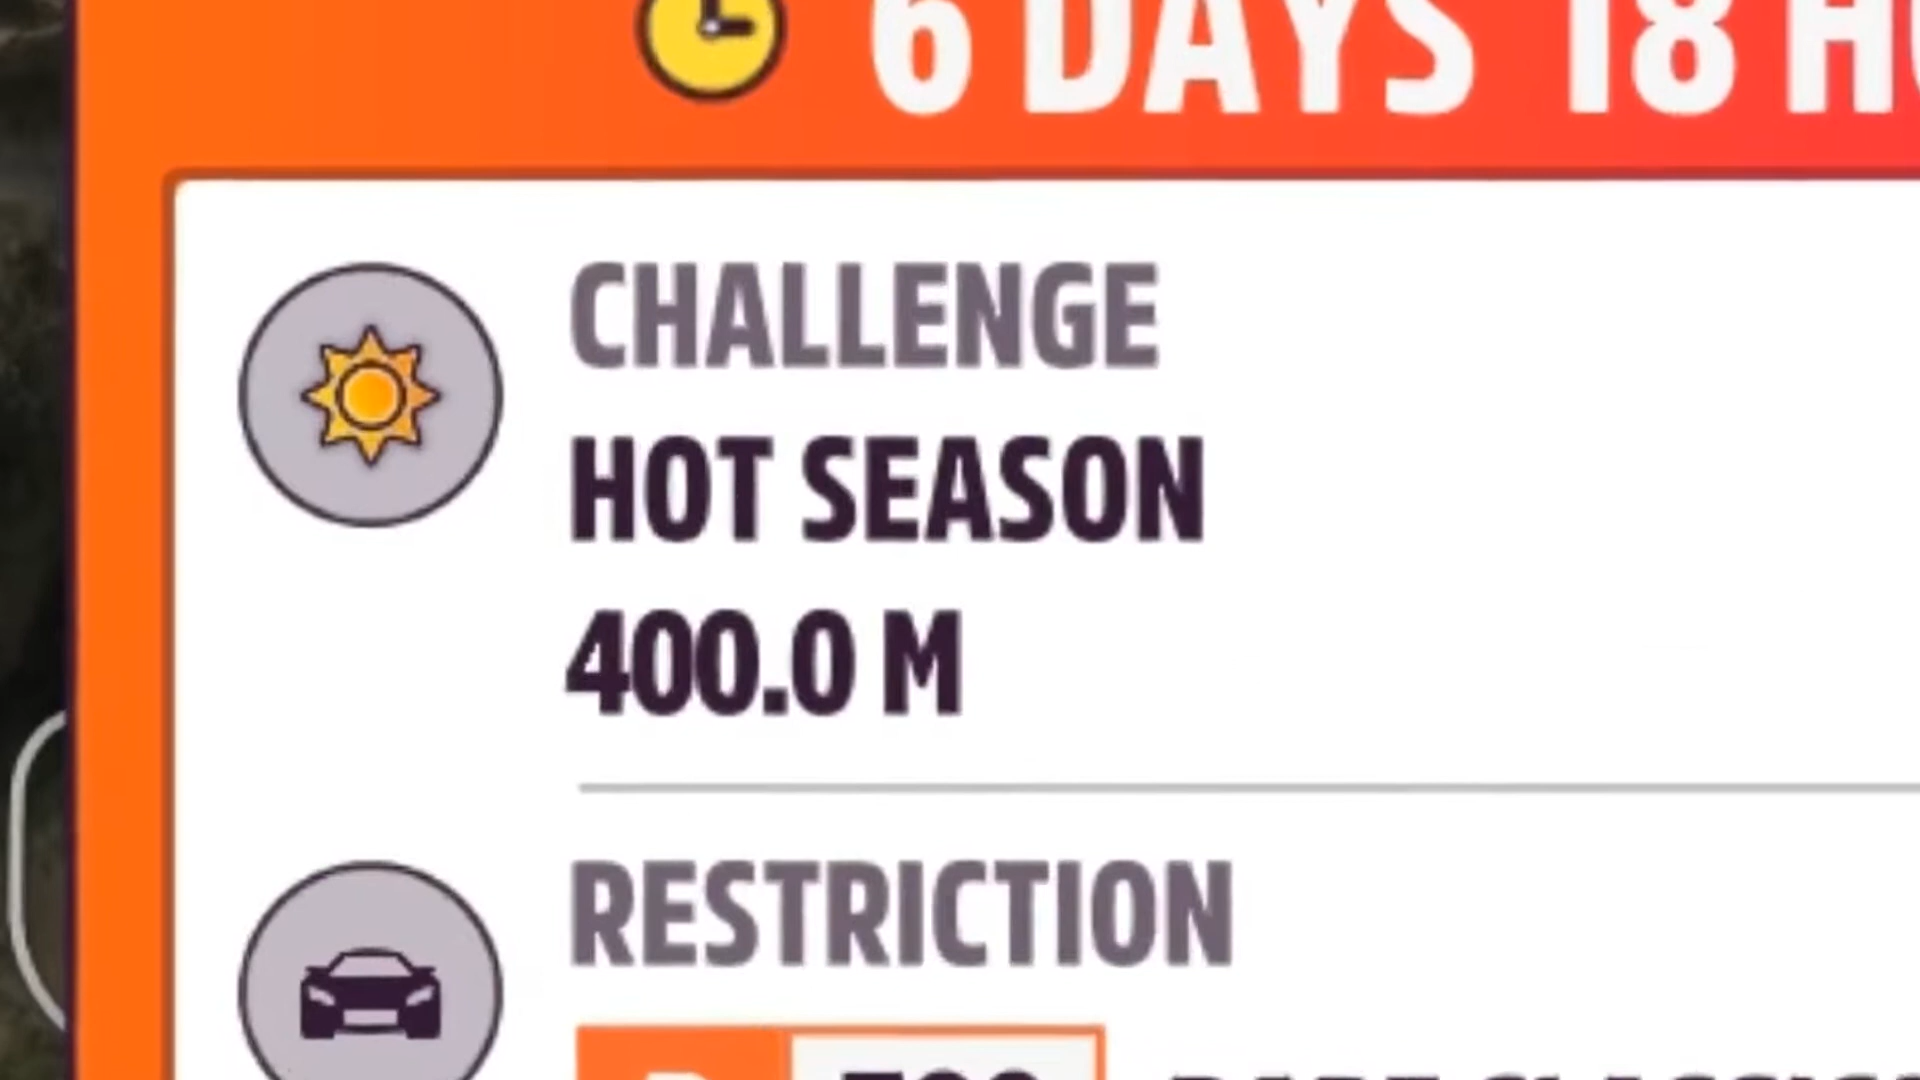 6 DAYS 18
CHALLENGE
HOT SEASON
400.0 M
RESTRICTION